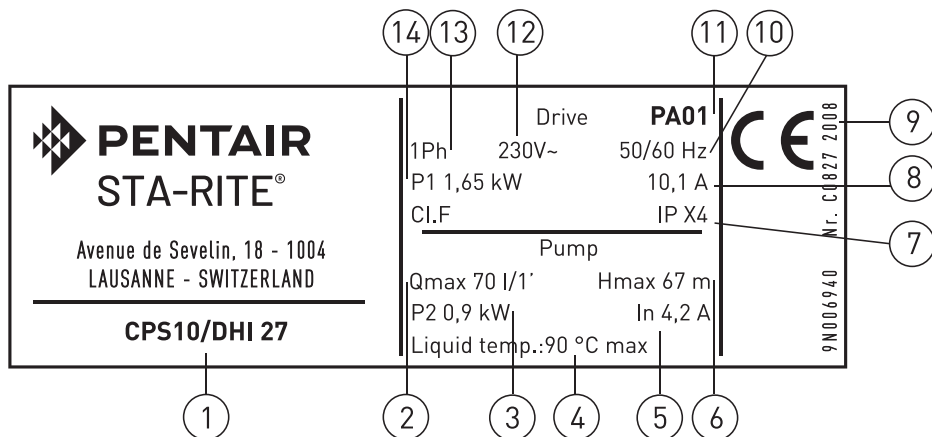 14
13
12
11
10
PENTAIR
STA-RITE®
Avenue de Sevelin, 18 - 1004
LAUSANNE - SWITZERLAND
CPS10/DHI 27
Drive PA01
1Ph 230V~ 50/60 Hz
P1 1,65 kW 10,1 A
Cl.F IP X4
Pump
Qmax 70 l/1' Hmax 67 m
P2 0,9 kW In 4,2 A
Liquid temp.:90 °C max
CE
9N006940 Nr. C0827 2008
9
8
7
1
2
3
4
5
6